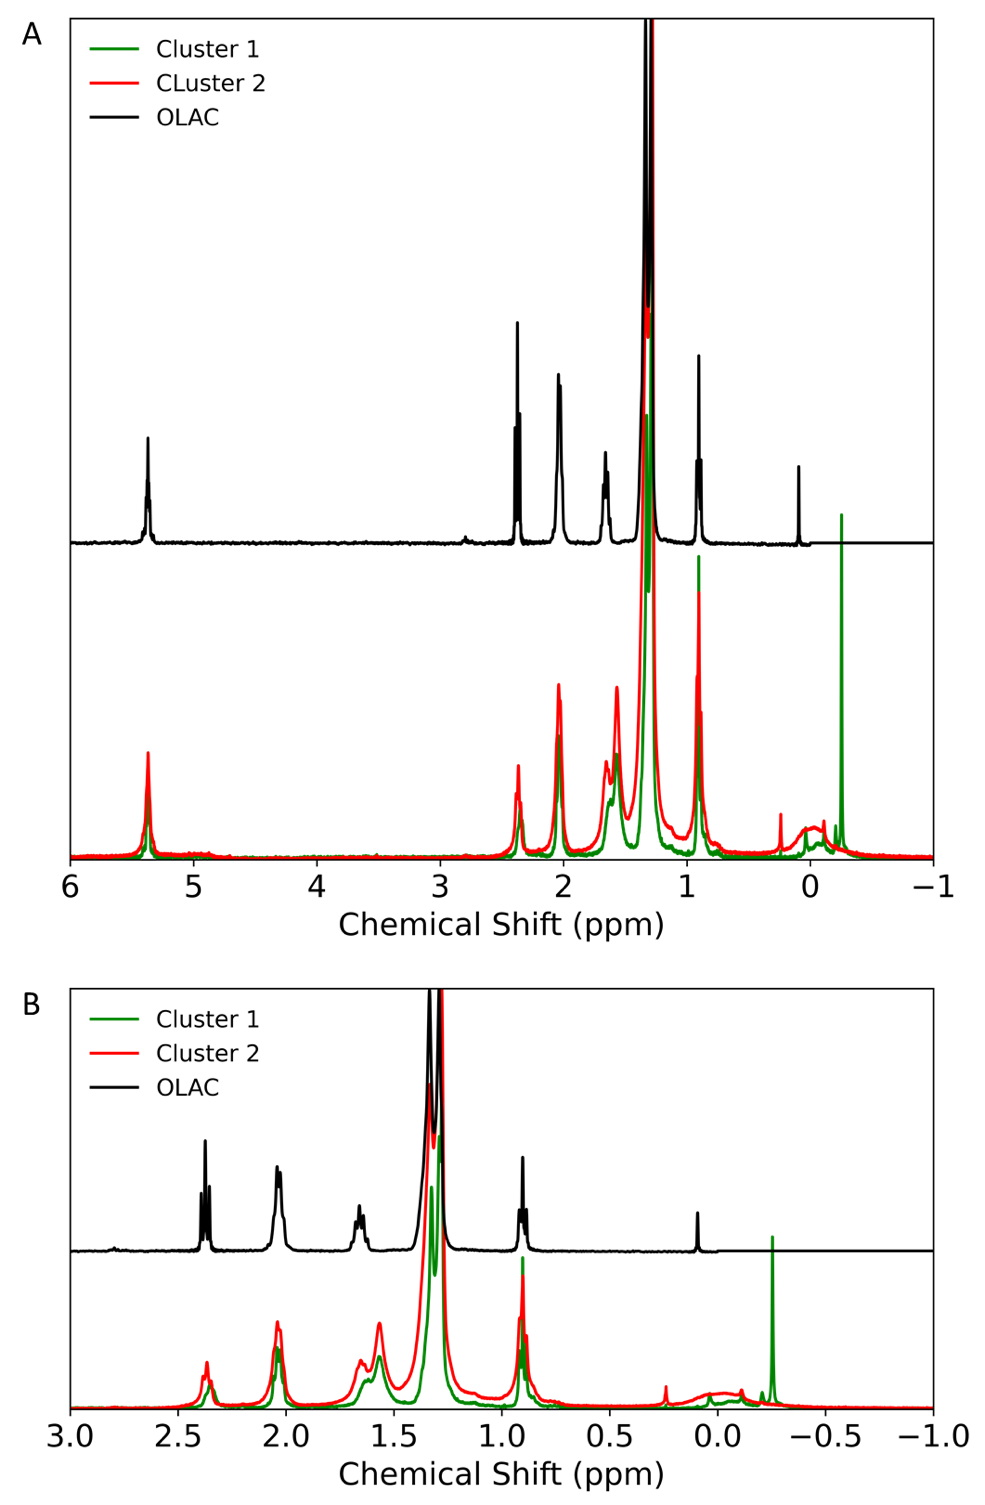 A
Cluster 1
CLuster 2
OLAC
6 5 4 3 2 1 0 −1
Chemical Shift (ppm)
B
Cluster 1
Cluster 2
OLAC
3.0 2.5 2.0 1.5 1.0 0.5 0.0 −0.5 −1.0
Chemical Shift (ppm)